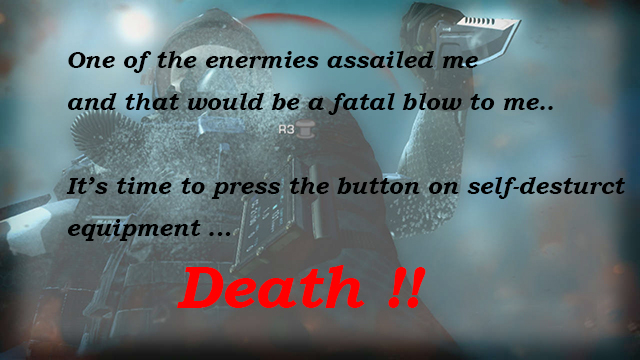 One of the enermies assailed me
and that would be a fatal blow to me..
R3
It’s time to press the button on self-desturct
equipment ...
Death !!